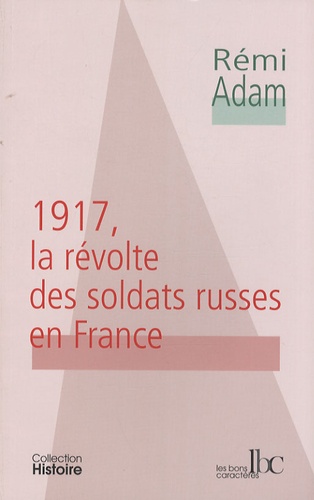 Rémi
Adam
1917,
la révolte
des soldats russes
en France
Collection
Histoire
les bons
caractères
lbc